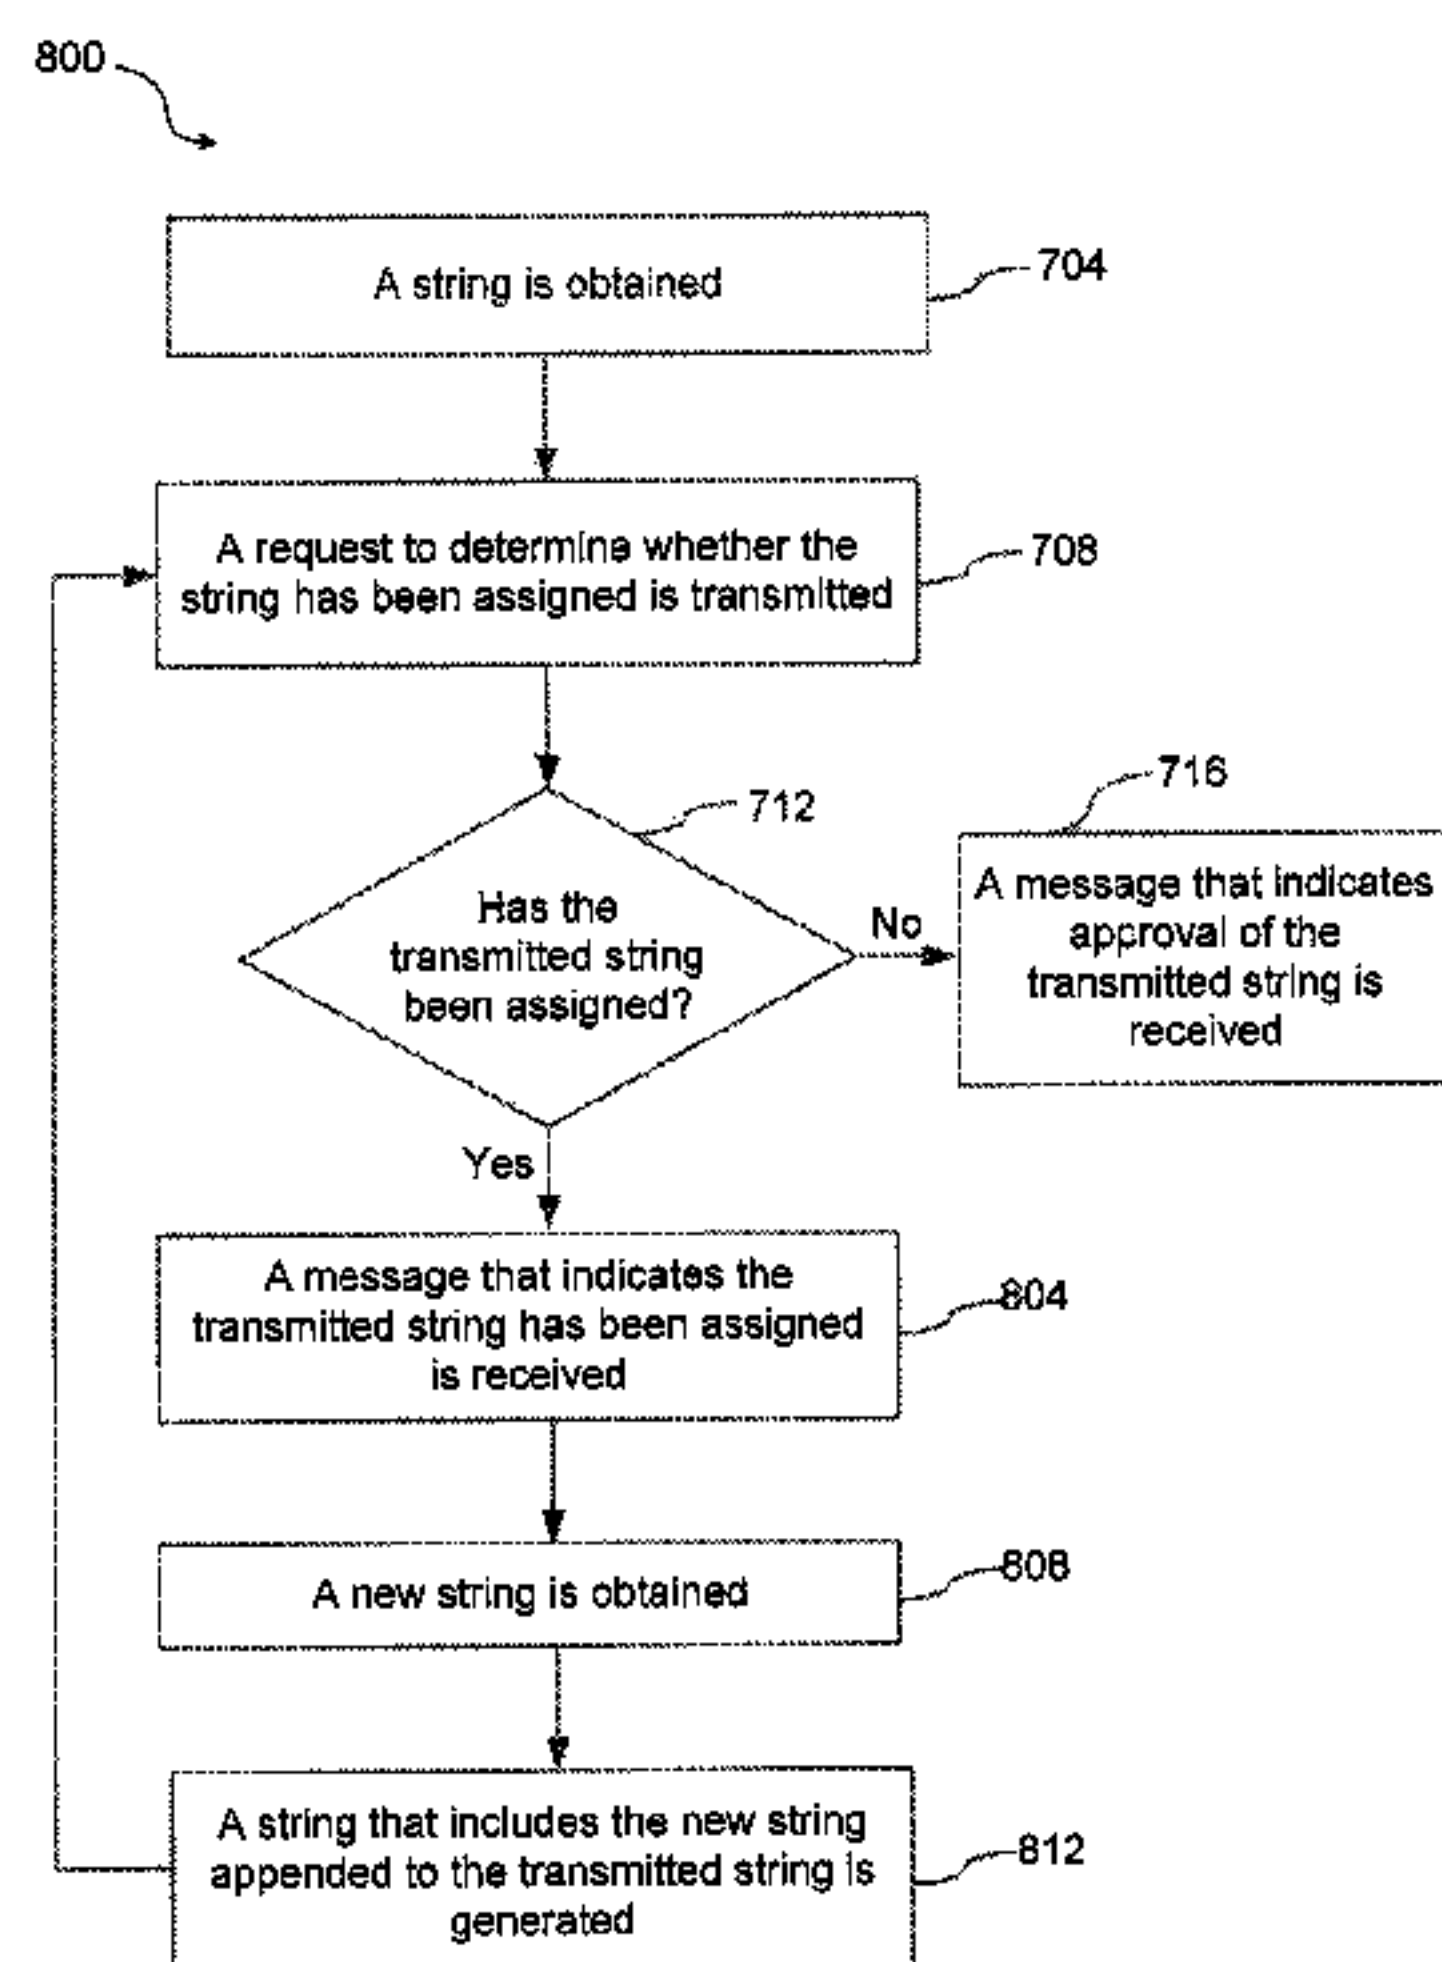 800
A string is obtained
704
A request to determine whether the
string has been assigned is transmitted
708
712
Has the
transmitted string
been assigned?
No
716
A message that indicates
approval of the
transmitted string is
received
Yes
A message that indicates the
transmitted string has been assigned
is received
804
A new string is obtained
808
A string that includes the new string
appended to the transmitted string is
generated
812